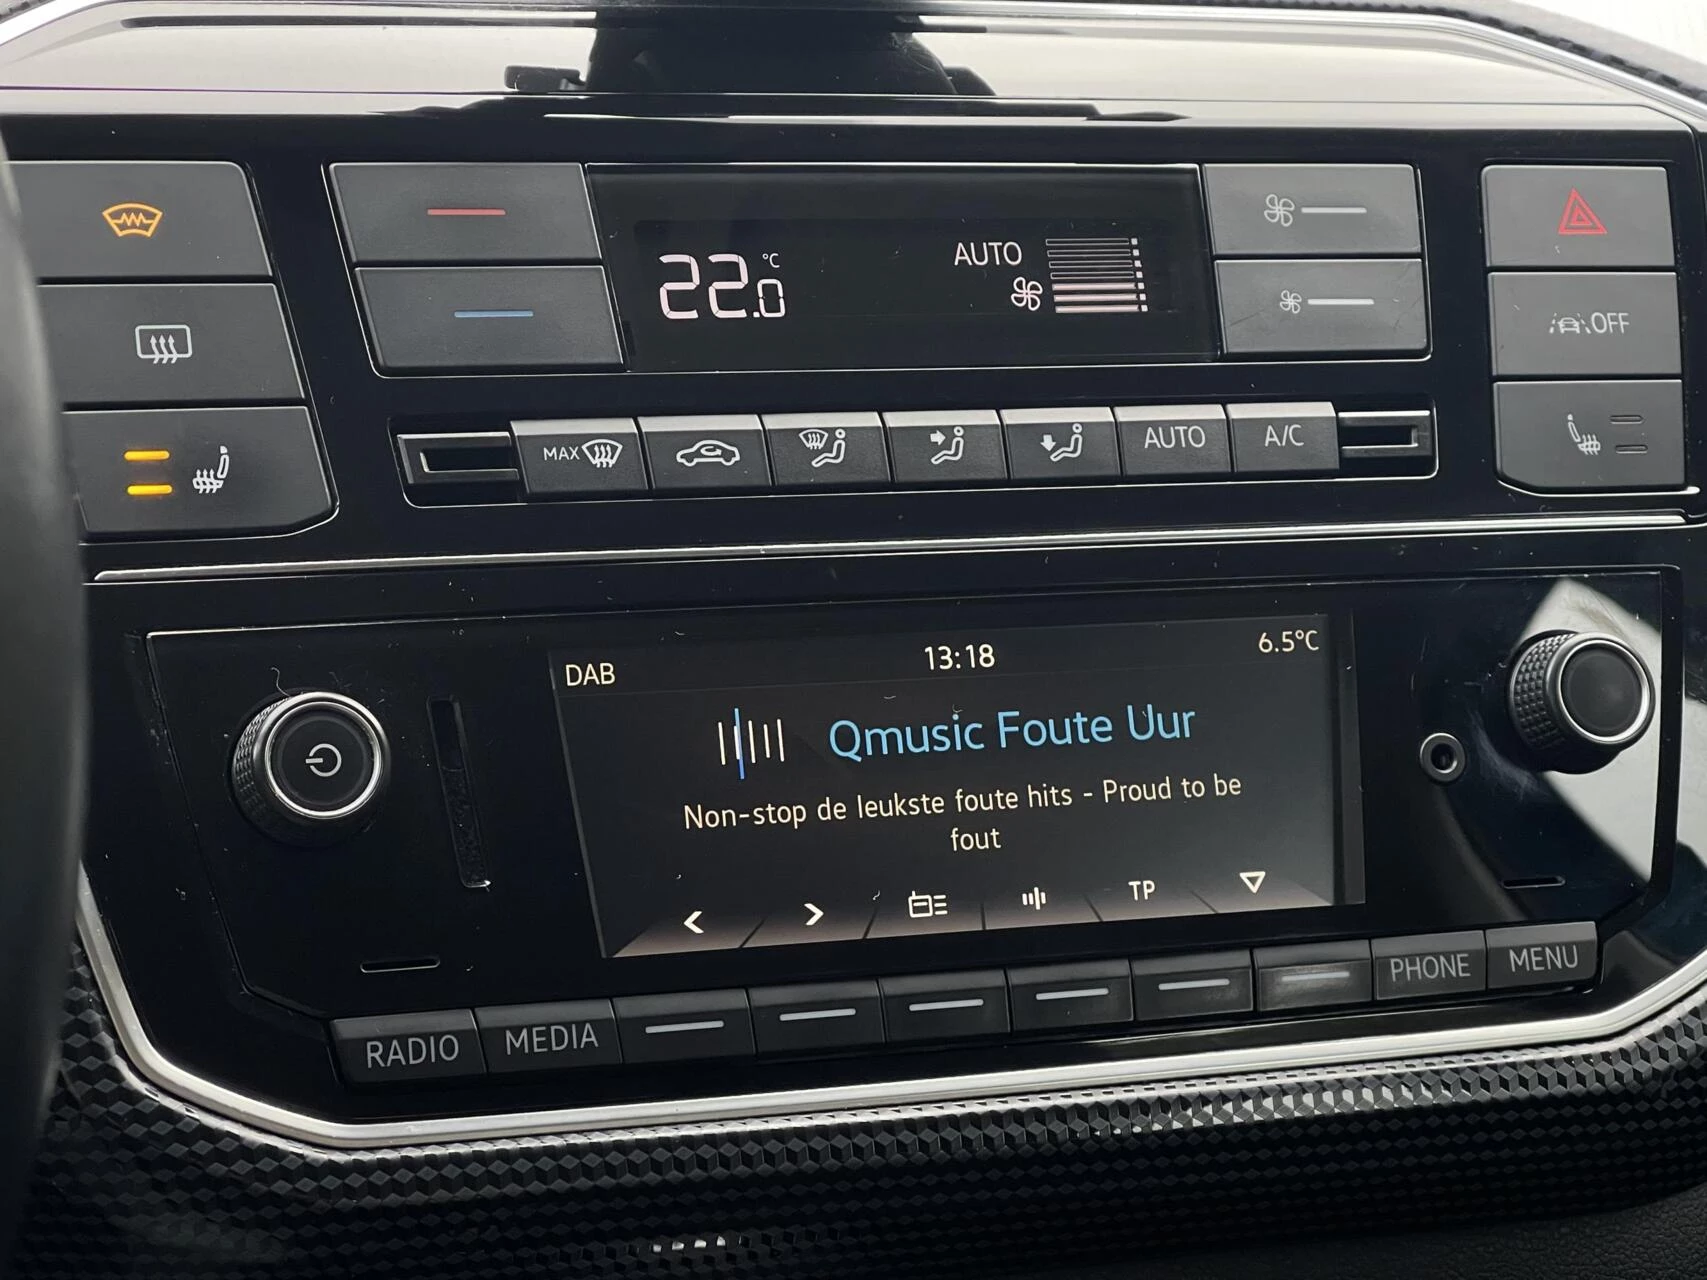 22.0 °C
AUTO
OFF
MAX
AUTO
A/C
DAB
13:18
6.5°C
Qmusic Foute Uur
Non-stop de leukste foute hits - Proud to be
fout
TP
RADIO
MEDIA
PHONE
MENU